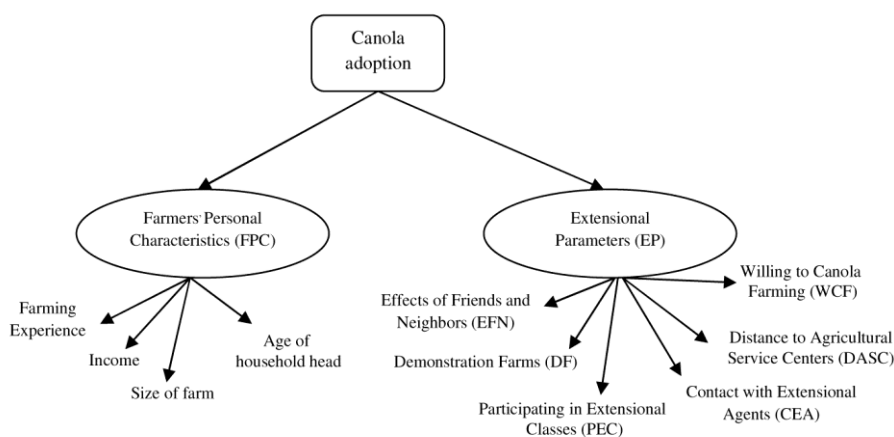 Canola
adoption
Farmers' Personal
Characteristics (FPC)
Extensional
Parameters (EP)
Farming
Experience
Income
Size of farm
Age of
household head
Effects of Friends and
Neighbors (EFN)
Demonstration Farms (DF)
Participating in Extensional
Classes (PEC)
Contact with Extensional
Agents (CEA)
Distance to Agricultural
Service Centers (DASC)
Willing to Canola
Farming (WCF)